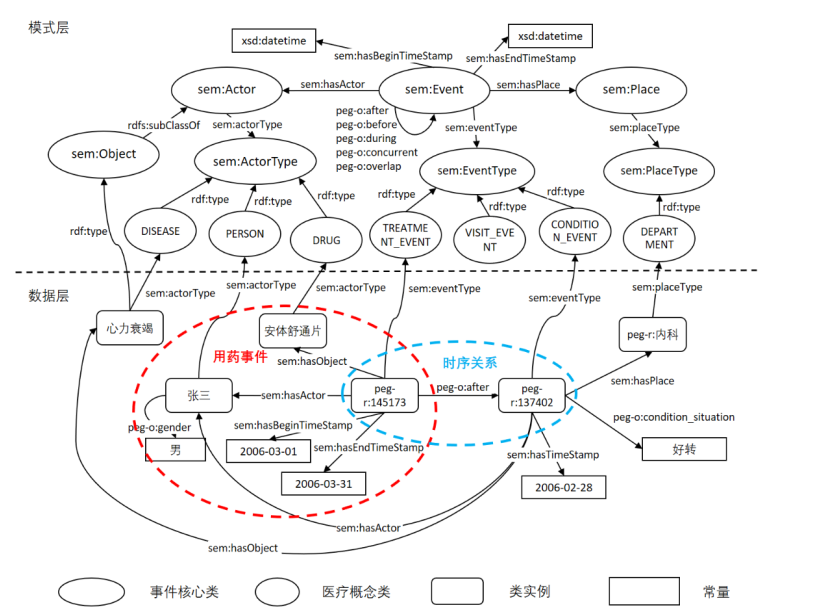 模式层
xsd:datetime
xsd:datetime
sem:hasBeginTimeStamp
sem:hasEndTimeStamp
sem:Actor
sem:hasActor
sem:Event
sem:hasPlace
sem:Place
peg-o:after
peg-o:before
peg-o:during
peg-o:concurrent
peg-o:overlap
rdfs:subClassOf
sem:actorType
sem:eventType
sem:placeType
sem:Object
sem:ActorType
sem:EventType
sem:PlaceType
rdf:type
rdf:type
rdf:type
rdf:type
rdf:type
rdf:type
rdf:type
rdf:type
DISEASE
PERSON
DRUG
TREATME
NT_EVENT
VISIT_EVE
NT
CONDITIO
N_EVENT
DEPART
MENT
数据层
sem:actorType
sem:actorType
sem:actorType
sem:eventType
sem:eventType
sem:placeType
心力衰竭
安体舒通片
peg-r:内科
用药事件
时序关系
sem:hasObject
sem:hasPlace
张三
sem:hasActor
peg-
r:145173
peg-o:after
peg-
r:137402
peg-o:gender
男
sem:hasBeginTimeStamp
2006-03-01
sem:hasEndTimeStamp
2006-03-31
peg-o:condition_situation
好转
sem:hasTimeStamp
2006-02-28
sem:hasActor
sem:hasObject
事件核心类
医疗概念类
类实例
常量